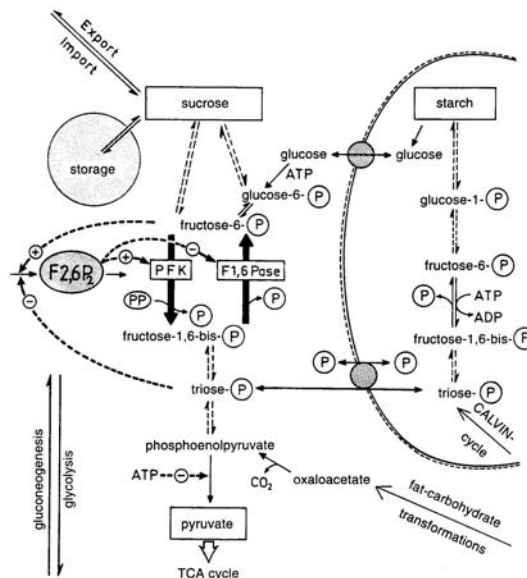 Export
Import
sucrose
starch
storage
glucose
glucose
ATP
glucose-6-P
glucose-1-P
fructose-6-P
fructose-6-P
+
F2,6P2
+
PFK
-
F1,6Pase
-
PP
P
P
P
ATP
ADP
fructose-1,6-bis-P
fructose-1,6-bis-P
P
P
triose-P
triose-P
CALVIN-
cycle
gluconeogenesis
glycolysis
phosphoenolpyruvate
ATP
-
CO2
oxaloacetate
fat-carbohydrate
transformations
pyruvate
TCA cycle